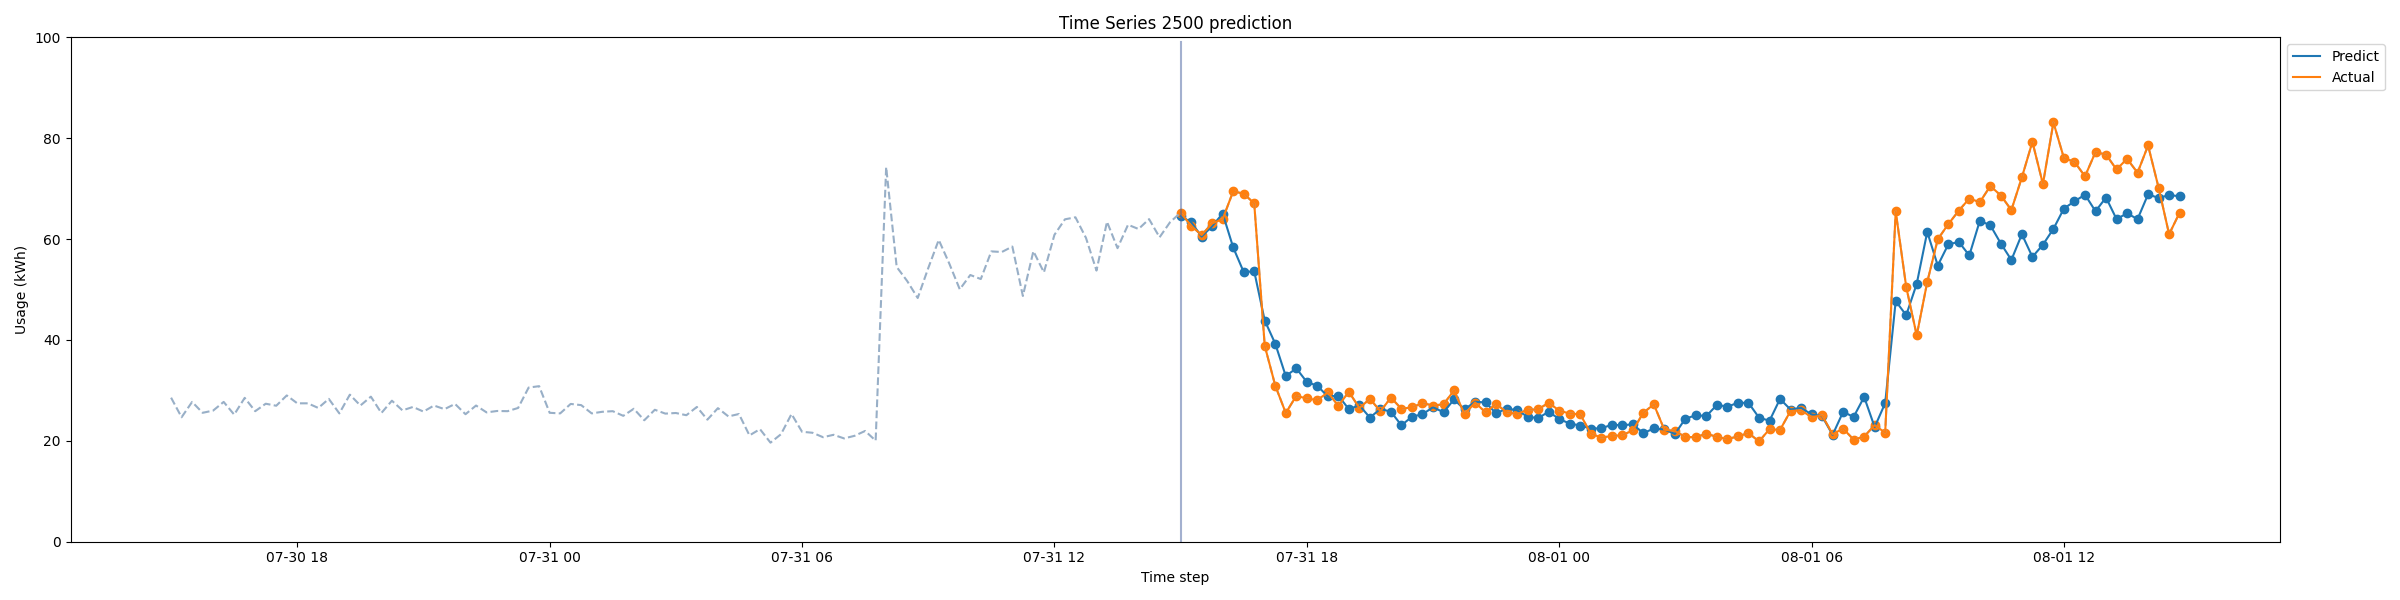 Time Series 2500 prediction
Predict
Actual
Usage (kWh)
100
80
60
40
20
0
07-30 18
07-31 00
07-31 06
07-31 12
07-31 18
08-01 00
08-01 06
08-01 12
Time step